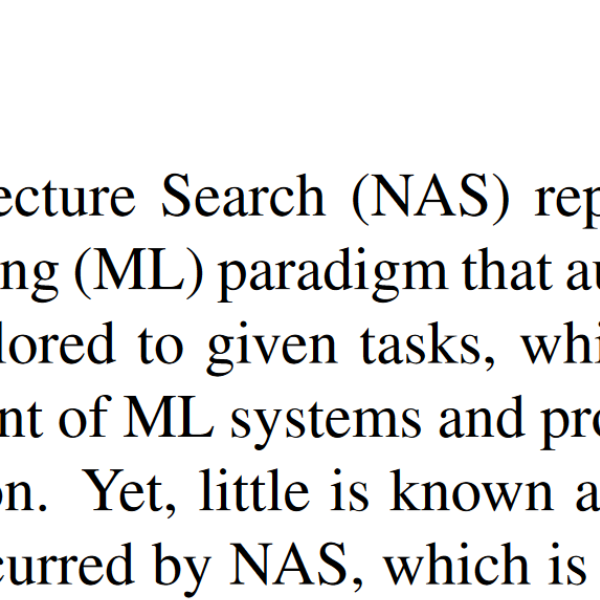 ecture Search (NAS) rep
ng (ML) paradigm that au
lored to given tasks, whi
nt of ML systems and pro
on. Yet, little is known a
curred by NAS, which is